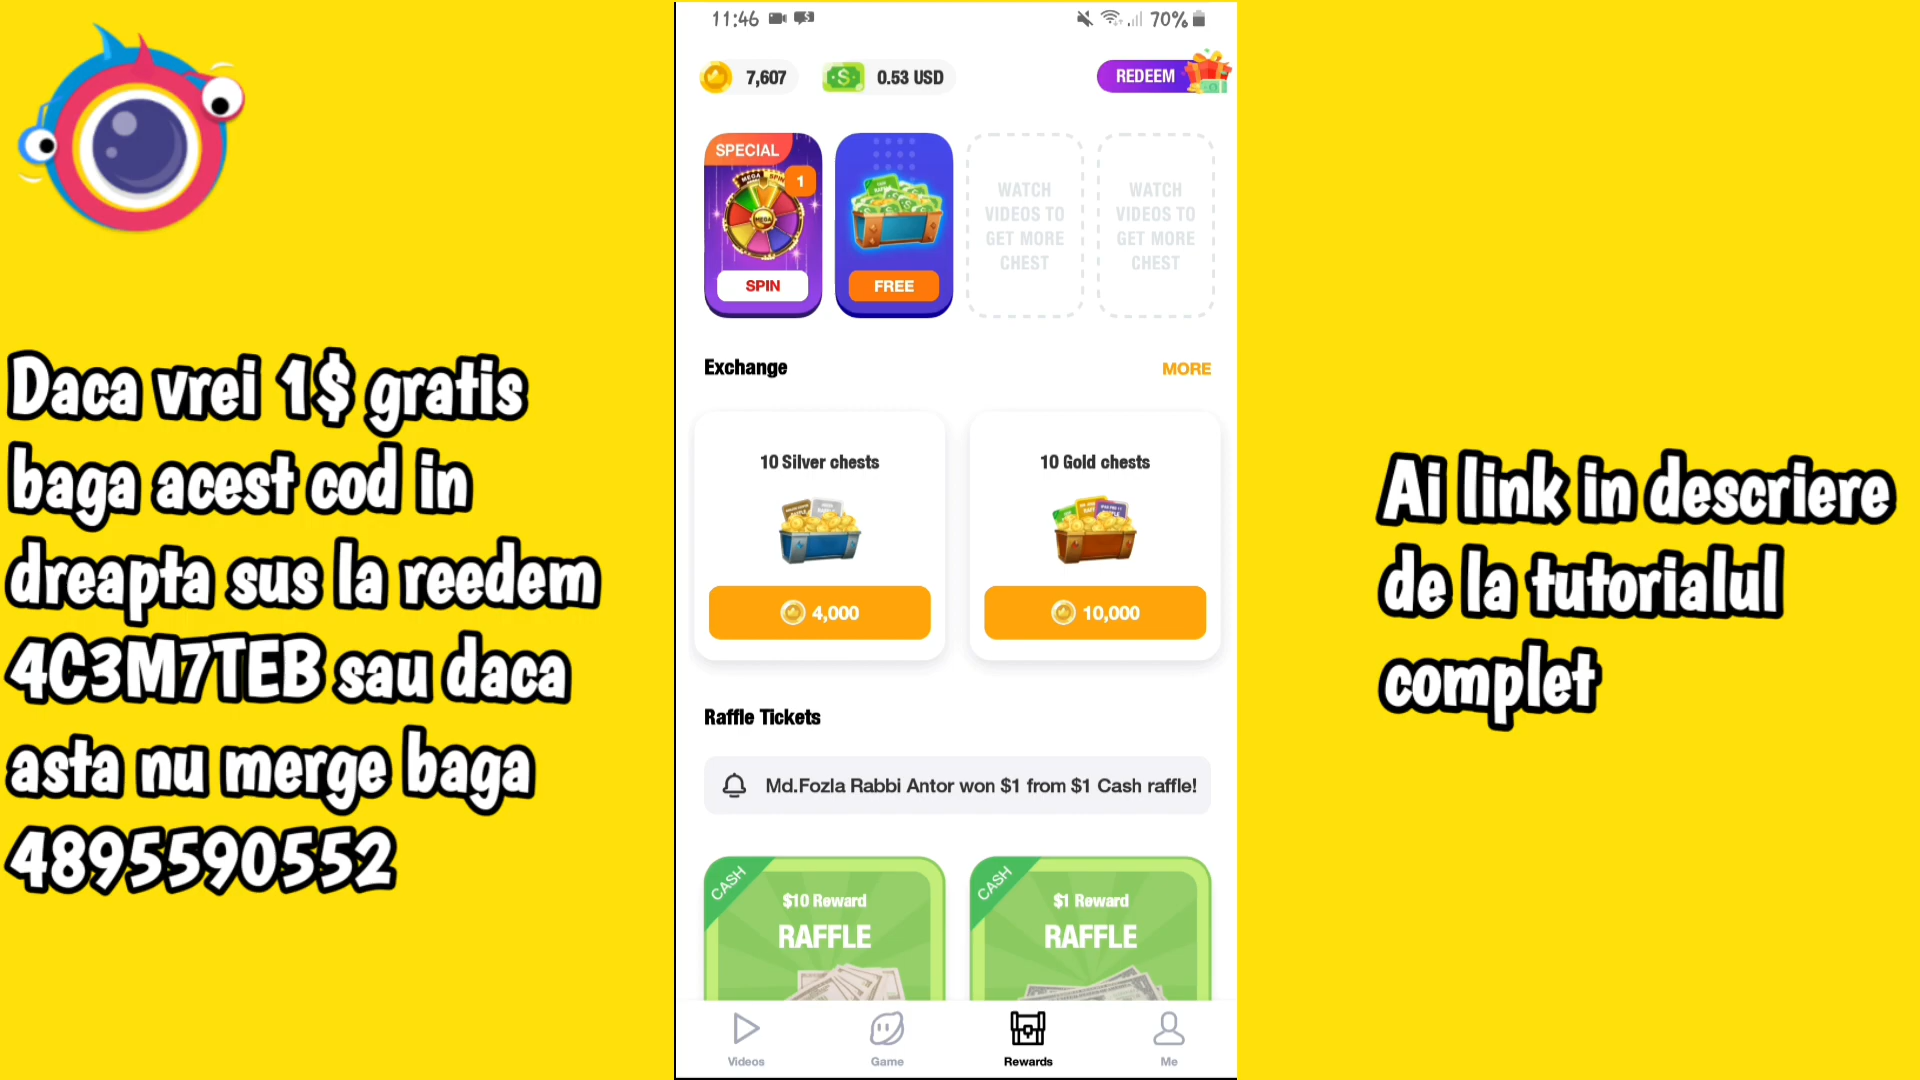 Daca vrei 1$ gratis
baga acest cod in
dreapta sus la reedem
4C3M7TEB sau daca
asta nu merge baga
4895590552
11:46
70%
7,607
0.53 USD
REDEEM
SPECIAL
MEGA SPIN
1
MEGA
SPIN
FREE
WATCH
VIDEOS TO
GET MORE
CHEST
WATCH
VIDEOS TO
GET MORE
CHEST
Exchange
MORE
10 Silver chests
10 Gold chests
4,000
10,000
Raffle Tickets
Md.Fozla Rabbi Antor won $1 from $1 Cash raffle!
CASH
$10 Reward
RAFFLE
CASH
$1 Reward
RAFFLE
Videos
Game
Rewards
Me
Ai link in descriere
de la tutorialul
complet